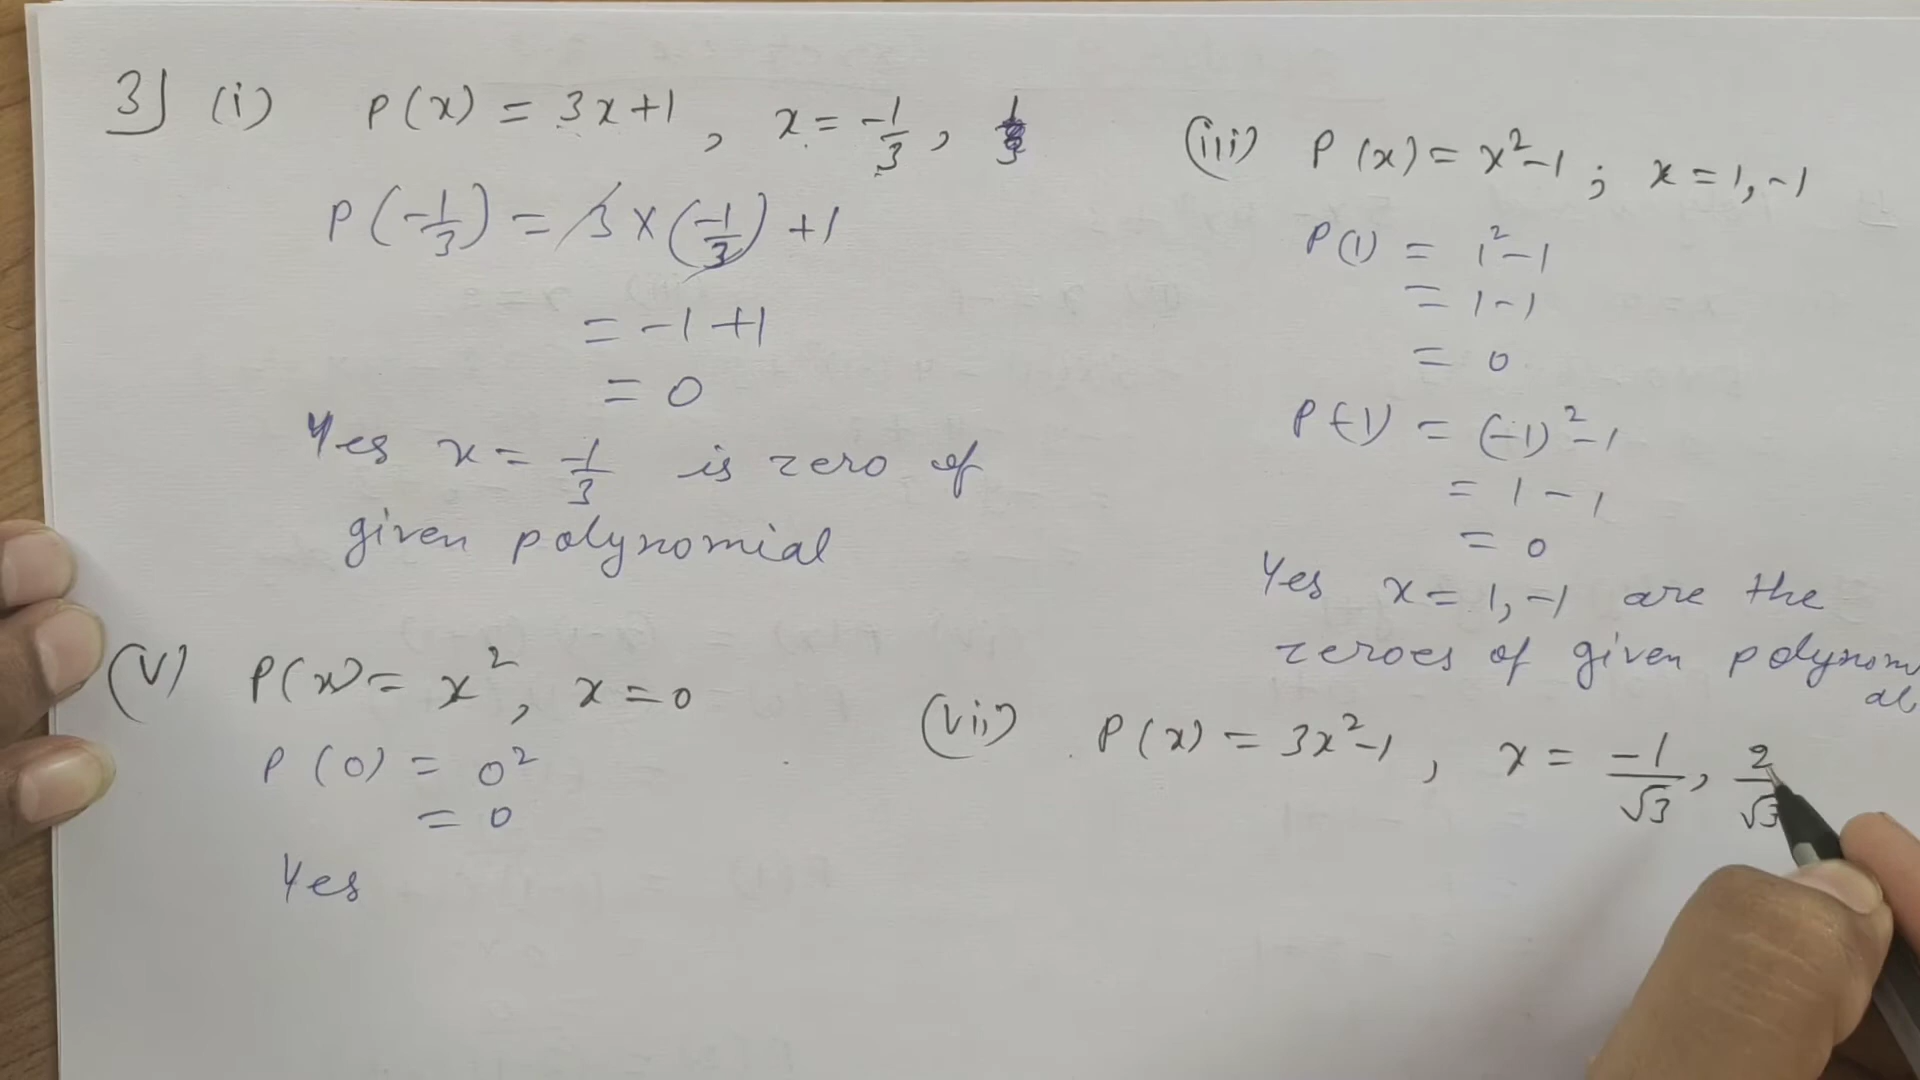 3] (i) P(x) = 3x+1, x = -1/3,
P(-1/3) = 3 x (-1/3) +1
= -1 +1
= 0
Yes x = -1/3 is zero of
given polynomial
(iii) P(x) = x²-1; x = 1, -1
P(1) = 1²-1
= 1-1
= 0
P(-1) = (-1)²-1
= 1 - 1
= 0
Yes x = 1, -1 are the
zeroes of given polynom
al
(v) P(x) = x², x = 0
P(0) = 0²
= 0
Yes
(vii) P(x) = 3x²-1, x = -1/√3, 2/√3